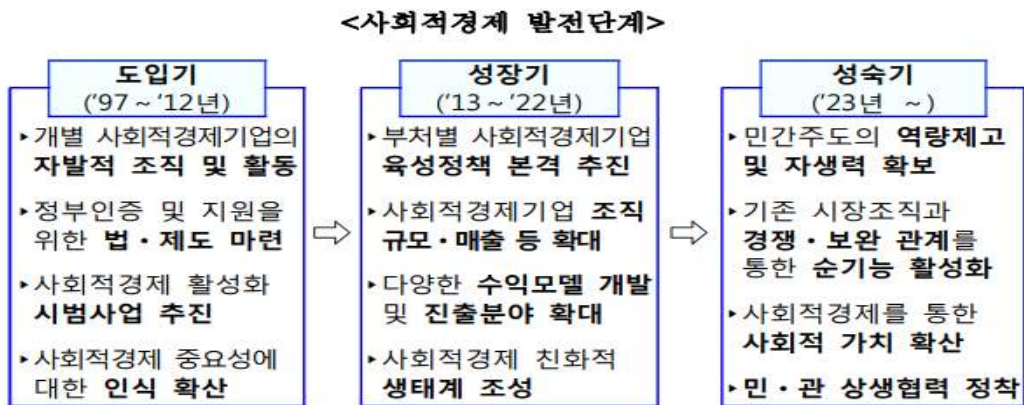 <사회적경제 발전단계>
도입기
('97 ~ '12년)
▸개별 사회적경제기업의
자발적 조직 및 활동
▸정부인증 및 지원을
위한 법·제도 마련
▸사회적경제 활성화
시범사업 추진
▸사회적경제 중요성에
대한 인식 확산
⇨
성장기
('13 ~ '22년)
▸부처별 사회적경제기업
육성정책 본격 추진
▸사회적경제기업 조직
규모·매출 등 확대
▸다양한 수익모델 개발
및 진출분야 확대
▸사회적경제 친화적
생태계 조성
⇨
성숙기
('23년 ~)
▸민간주도의 역량제고
및 자생력 확보
▸기존 시장조직과
경쟁·보완 관계를
통한 순기능 활성화
▸사회적경제를 통한
사회적 가치 확산
▸민·관 상생협력 정착